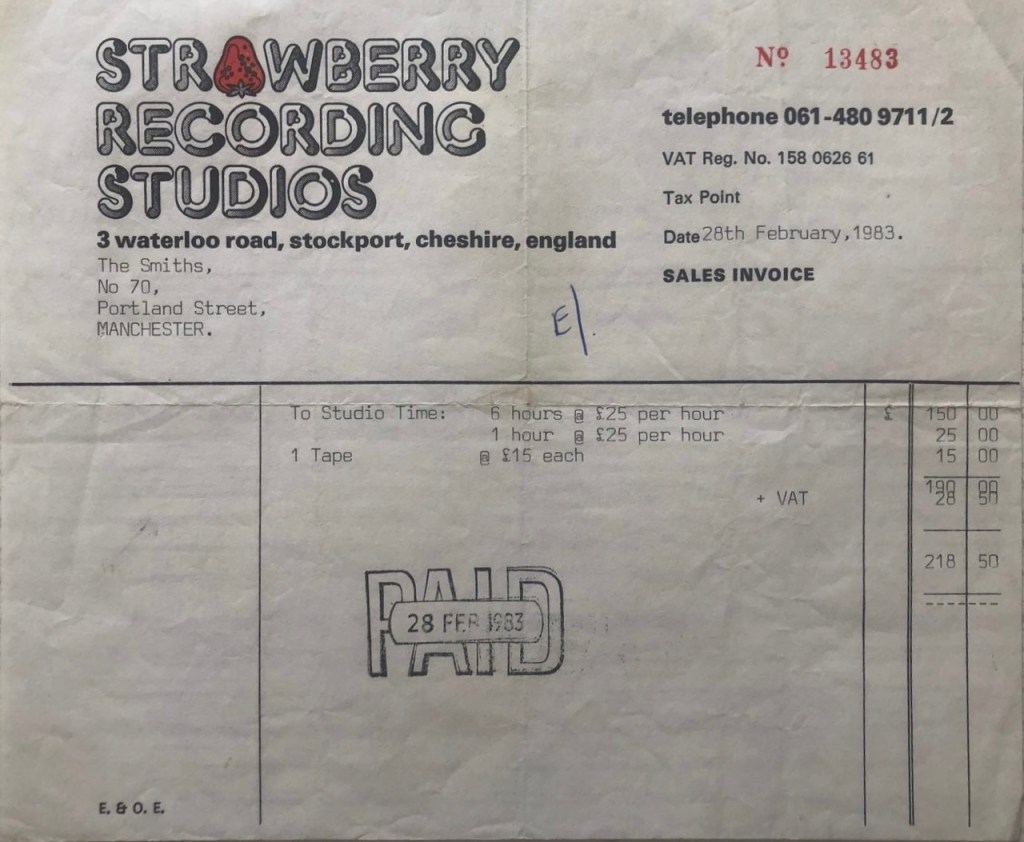 STRAWBERRY
RECORDING
STUDIOS
3 waterloo road, stockport, cheshire, england
Nº 13483
telephone 061-480 9711/2
VAT Reg. No. 158 0626 61
Tax Point
Date 28th February,1983.
SALES INVOICE
The Smiths,
No 70,
Portland Street,
MANCHESTER.
E/.
To Studio Time: 6 hours @ £25 per hour £ 150 00
1 hour @ £25 per hour 25 00
1 Tape @ £15 each 15 00
190 00
+ VAT 28 50
218 50
PAID
28 FEB 1983
E. & O. E.